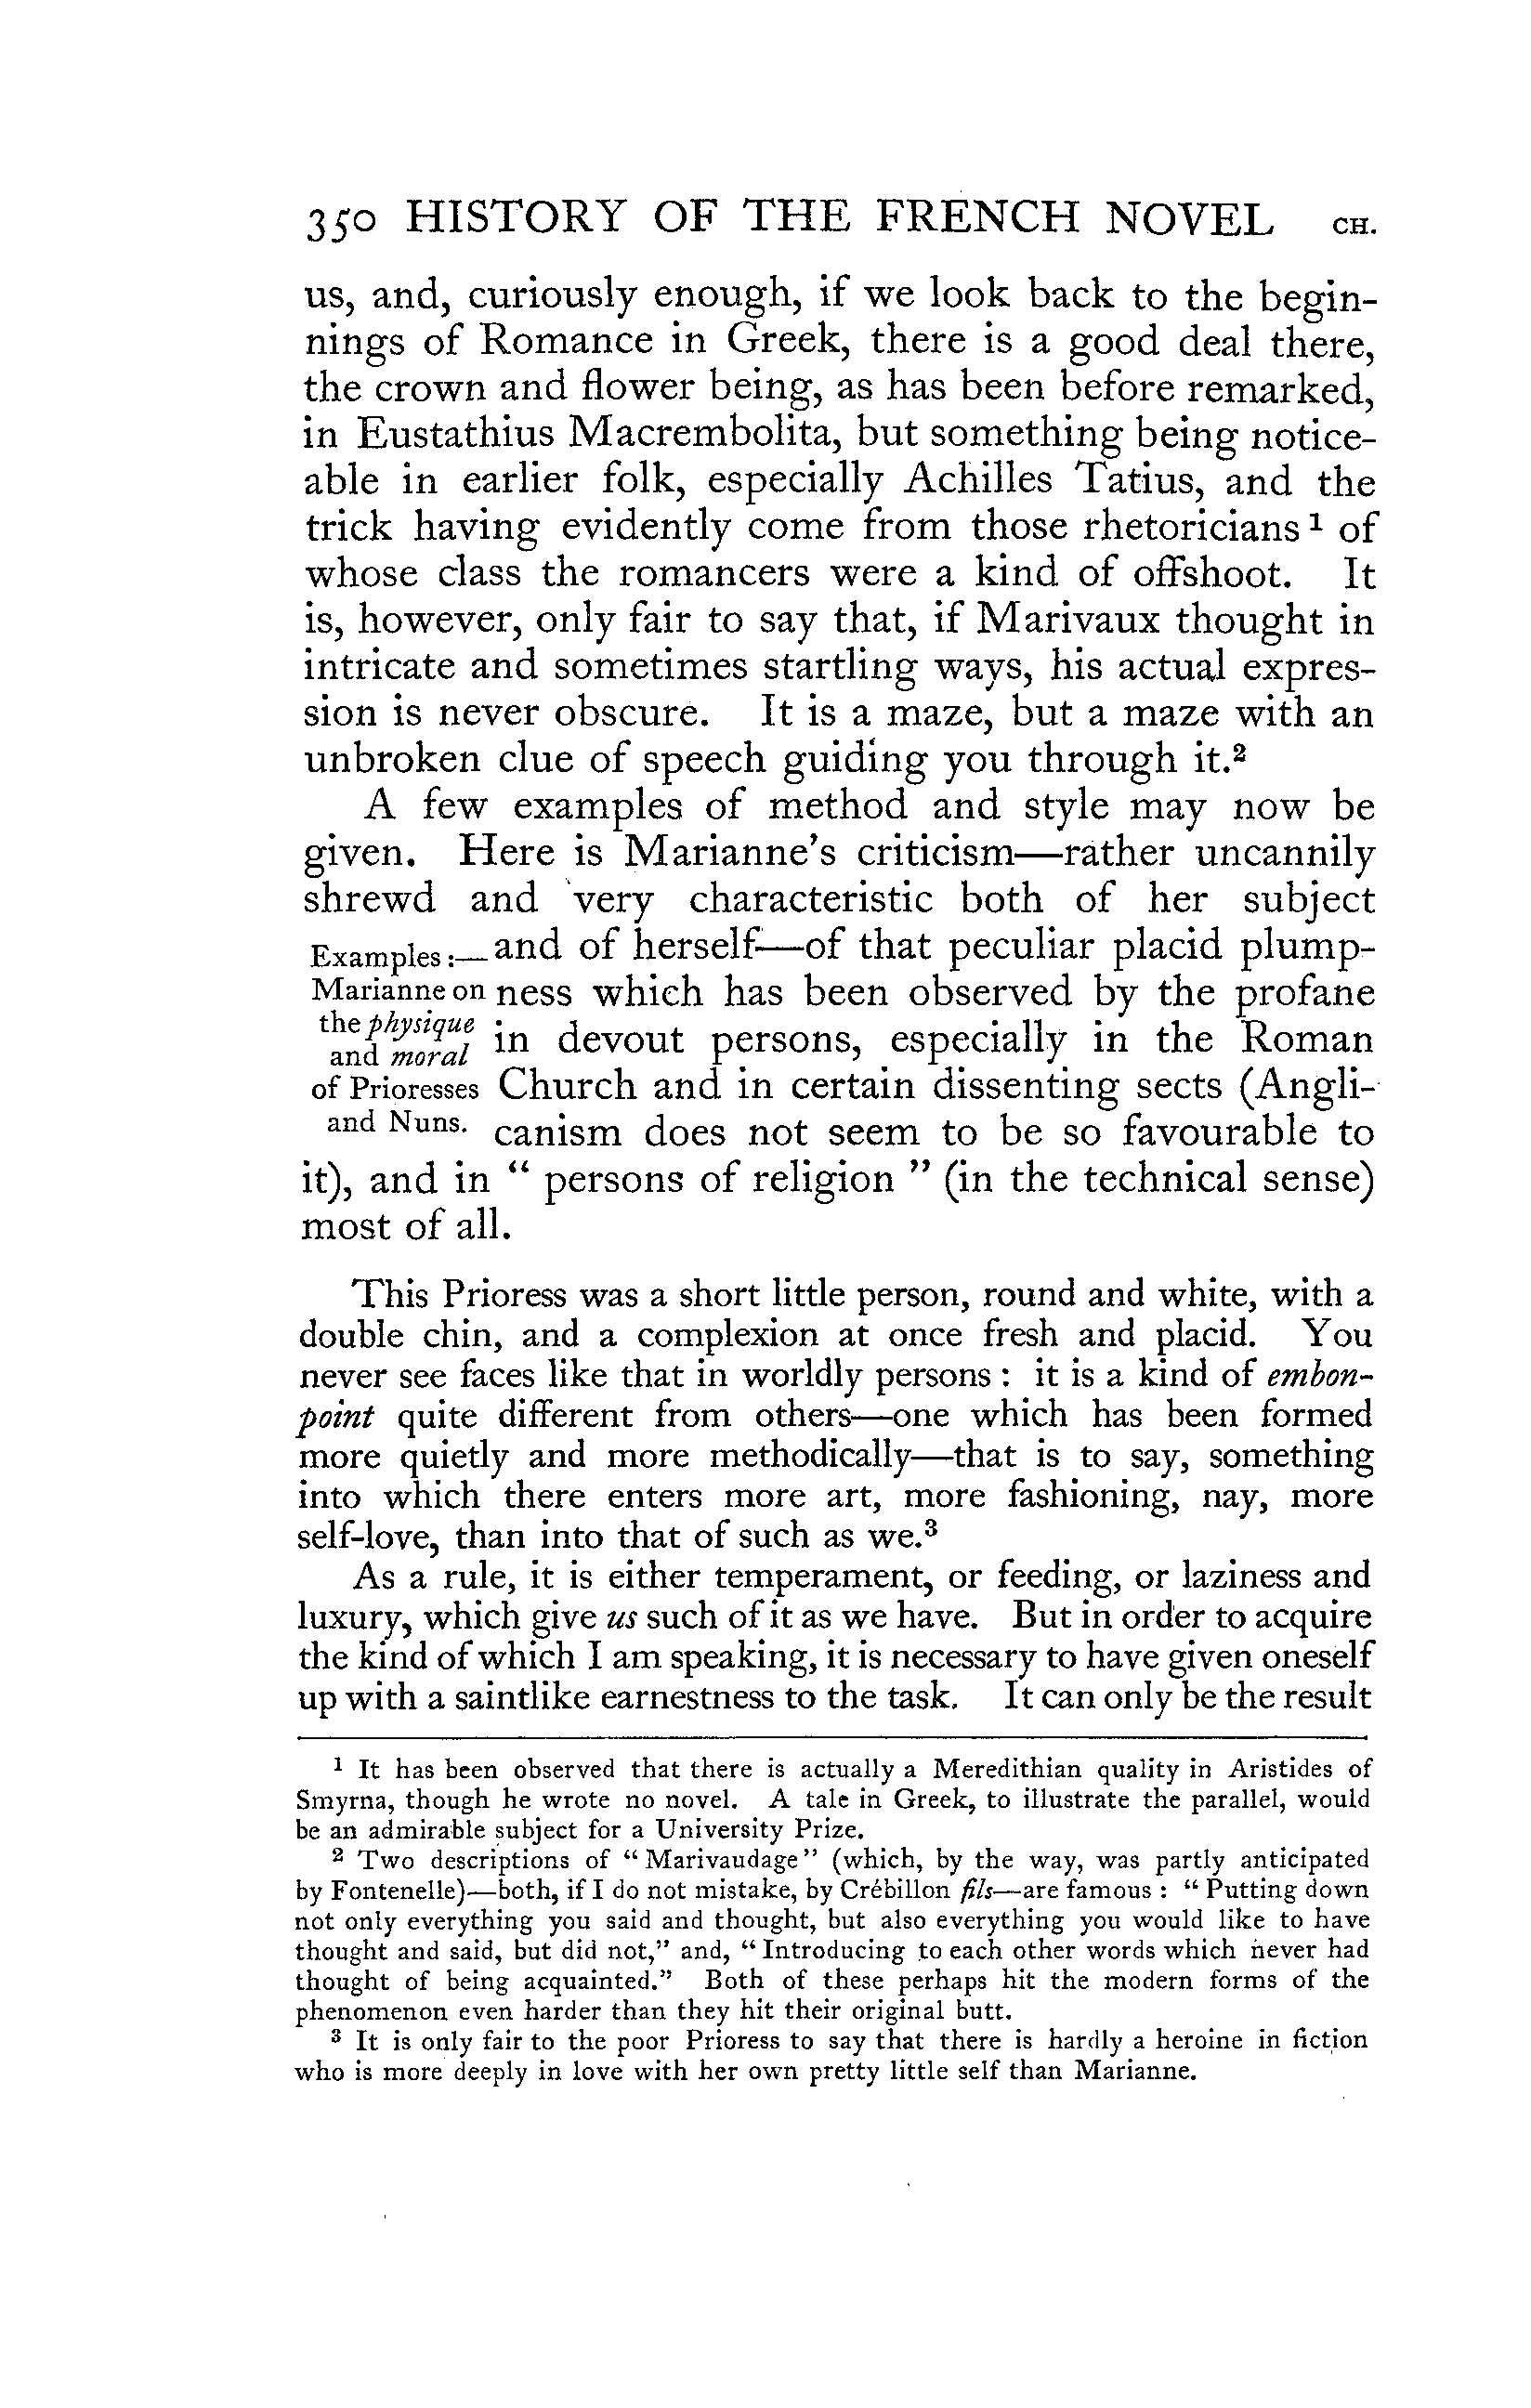 350 HISTORY OF THE FRENCH NOVEL CH.
us, and, curiously enough, if we look back to the begin-
nings of Romance in Greek, there is a good deal there,
the crown and flower being, as has been before remarked,
in Eustathius Macrembolita, but something being notice-
able in earlier folk, especially Achilles Tatius, and the
trick having evidently come from those rhetoricians ¹ of
whose class the romancers were a kind of offshoot. It
is, however, only fair to say that, if Marivaux thought in
intricate and sometimes startling ways, his actual expres-
sion is never obscure. It is a maze, but a maze with an
unbroken clue of speech guiding you through it.²
A few examples of method and style may now be
given. Here is Marianne's criticism—rather uncannily
shrewd and very characteristic both of her subject
and of herself—of that peculiar placid plump-
ness which has been observed by the profane
in devout persons, especially in the Roman
Church and in certain dissenting sects (Angli-
canism does not seem to be so favourable to
it), and in “ persons of religion ” (in the technical sense)
most of all.
Examples:—
Marianne on
the physique
and moral
of Prioresses
and Nuns.
This Prioress was a short little person, round and white, with a
double chin, and a complexion at once fresh and placid. You
never see faces like that in worldly persons : it is a kind of embon-
point quite different from others—one which has been formed
more quietly and more methodically—that is to say, something
into which there enters more art, more fashioning, nay, more
self-love, than into that of such as we.³
As a rule, it is either temperament, or feeding, or laziness and
luxury, which give us such of it as we have. But in order to acquire
the kind of which I am speaking, it is necessary to have given oneself
up with a saintlike earnestness to the task. It can only be the result
¹ It has been observed that there is actually a Meredithian quality in Aristides of
Smyrna, though he wrote no novel. A tale in Greek, to illustrate the parallel, would
be an admirable subject for a University Prize.
² Two descriptions of “Marivaudage” (which, by the way, was partly anticipated
by Fontenelle)—both, if I do not mistake, by Crébillon fils—are famous : “Putting down
not only everything you said and thought, but also everything you would like to have
thought and said, but did not,” and, “Introducing to each other words which never had
thought of being acquainted.” Both of these perhaps hit the modern forms of the
phenomenon even harder than they hit their original butt.
³ It is only fair to the poor Prioress to say that there is hardly a heroine in fiction
who is more deeply in love with her own pretty little self than Marianne.